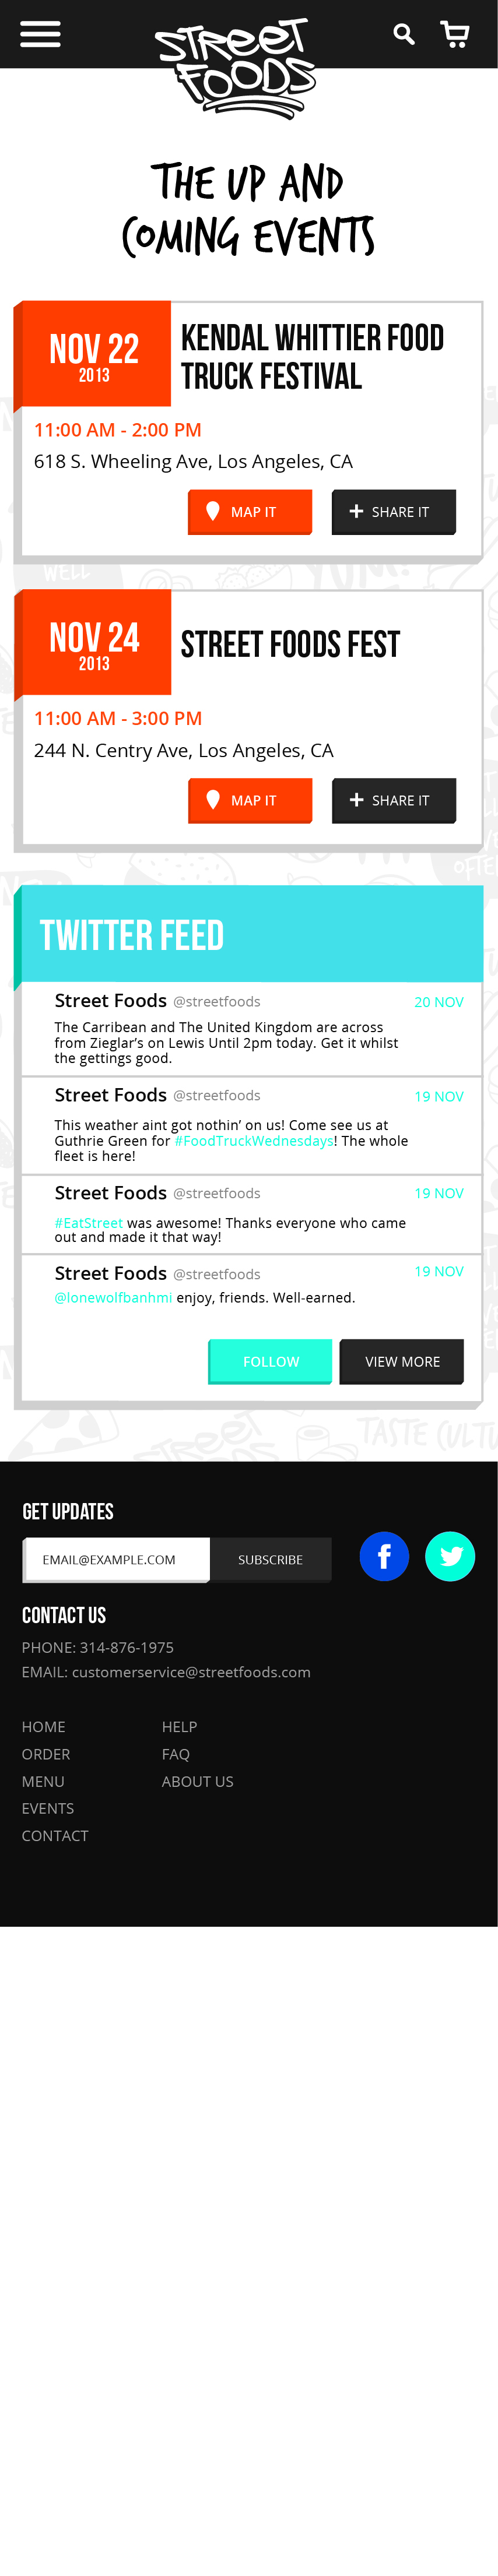 STREET
FOODS
THE UP AND
COMING EVENTS
NOV 22
2013
KENDAL WHITTIER FOOD
TRUCK FESTIVAL
11:00 AM - 2:00 PM
618 S. Wheeling Ave, Los Angeles, CA
MAP IT
SHARE IT
WELL
YUM!
NOV 24
2013
STREET FOODS FEST
11:00 AM - 3:00 PM
244 N. Centry Ave, Los Angeles, CA
MAP IT
SHARE IT
TWITTER FEED
Street Foods @streetfoods 20 NOV
The Carribean and The United Kingdom are across
from Zieglar’s on Lewis Until 2pm today. Get it whilst
the gettings good.
Street Foods @streetfoods 19 NOV
This weather aint got nothin’ on us! Come see us at
Guthrie Green for #FoodTruckWednesdays! The whole
fleet is here!
Street Foods @streetfoods 19 NOV
#EatStreet was awesome! Thanks everyone who came
out and made it that way!
Street Foods @streetfoods 19 NOV
@lonewolfbanhmi enjoy, friends. Well-earned.
FOLLOW
VIEW MORE
STREET
TASTE
GET UPDATES
EMAIL@EXAMPLE.COM
SUBSCRIBE
CONTACT US
PHONE: 314-876-1975
EMAIL: customerservice@streetfoods.com
HOME
ORDER
MENU
EVENTS
CONTACT
HELP
FAQ
ABOUT US